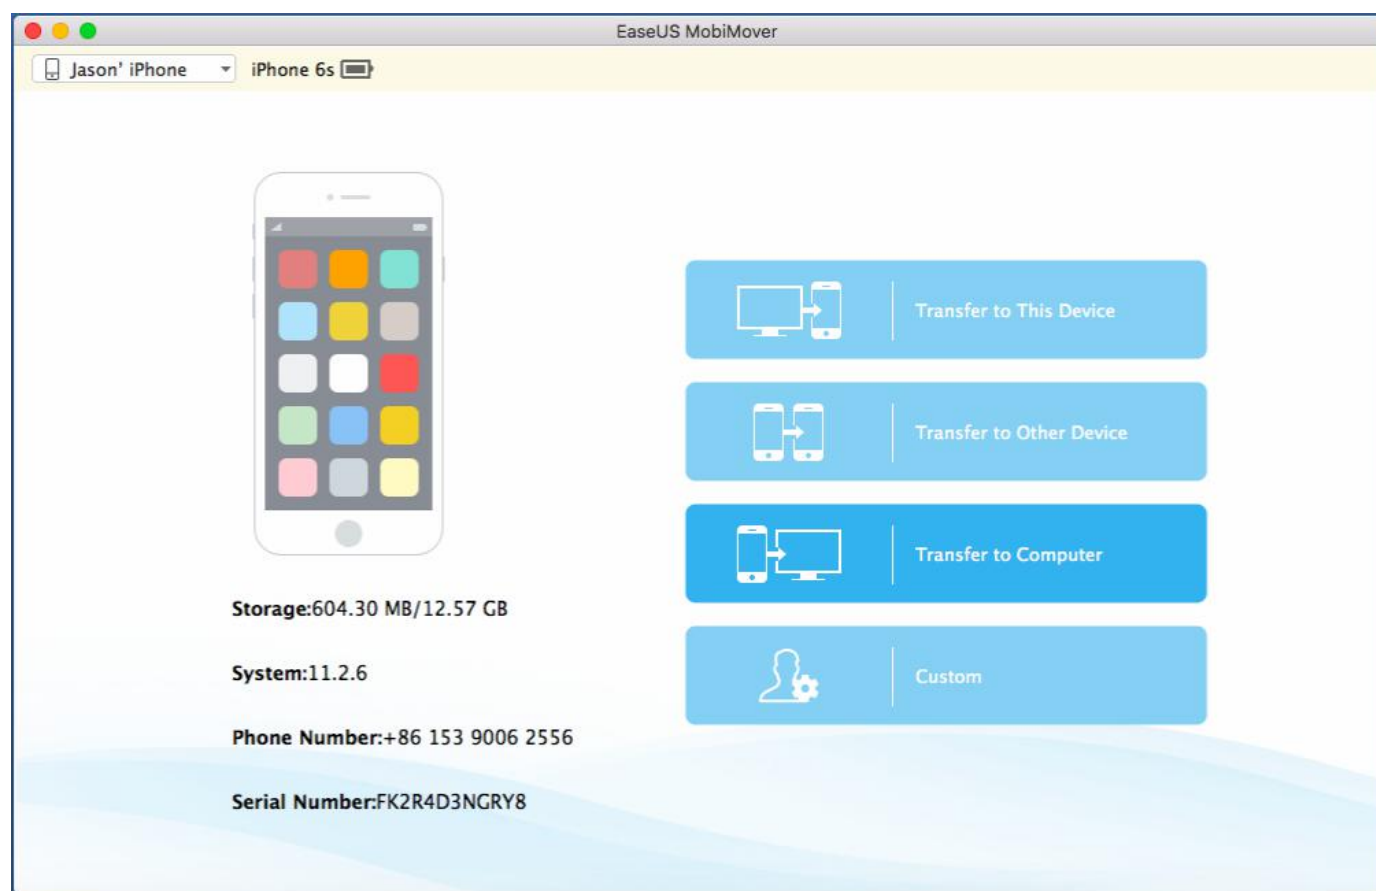 EaseUS MobiMover
Jason' iPhone iPhone 6s
Transfer to This Device
Transfer to Other Device
Transfer to Computer
Custom
Storage:604.30 MB/12.57 GB
System:11.2.6
Phone Number:+86 153 9006 2556
Serial Number:FK2R4D3NGRY8